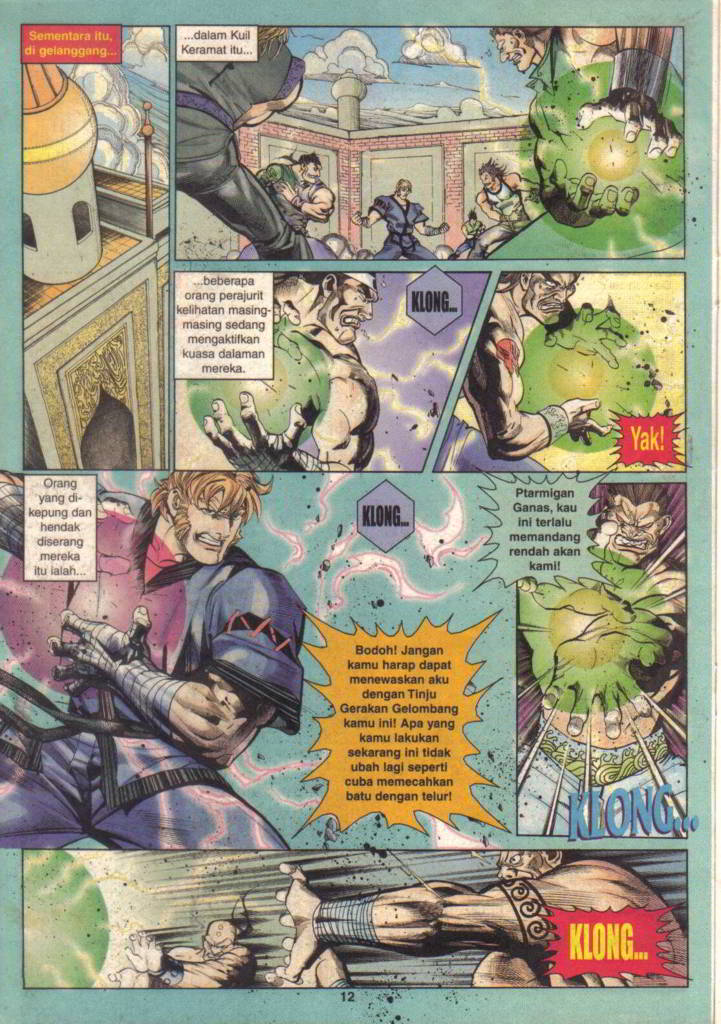 Sementara itu,
di gelanggang...
...dalam Kuil
Keramat itu...
...beberapa
orang perajurit
kelihatan masing-
masing sedang
mengaktifkan
kuasa dalaman
mereka.
KLONG...
Yak!
Orang
yang di-
kepung dan
hendak
diserang
mereka
itu ialah...
KLONG...
Ptarmigan
Ganas, kau
ini terlalu
memandang
rendah akan
kami!
Bodoh! Jangan
kamu harap dapat
menewaskan aku
dengan Tinju
Gerakan Gelombang
kamu ini! Apa yang
kamu lakukan
sekarang ini tidak
ubah lagi seperti
cuba memecahkan
batu dengan telur!
KLONG...
KLONG...
12